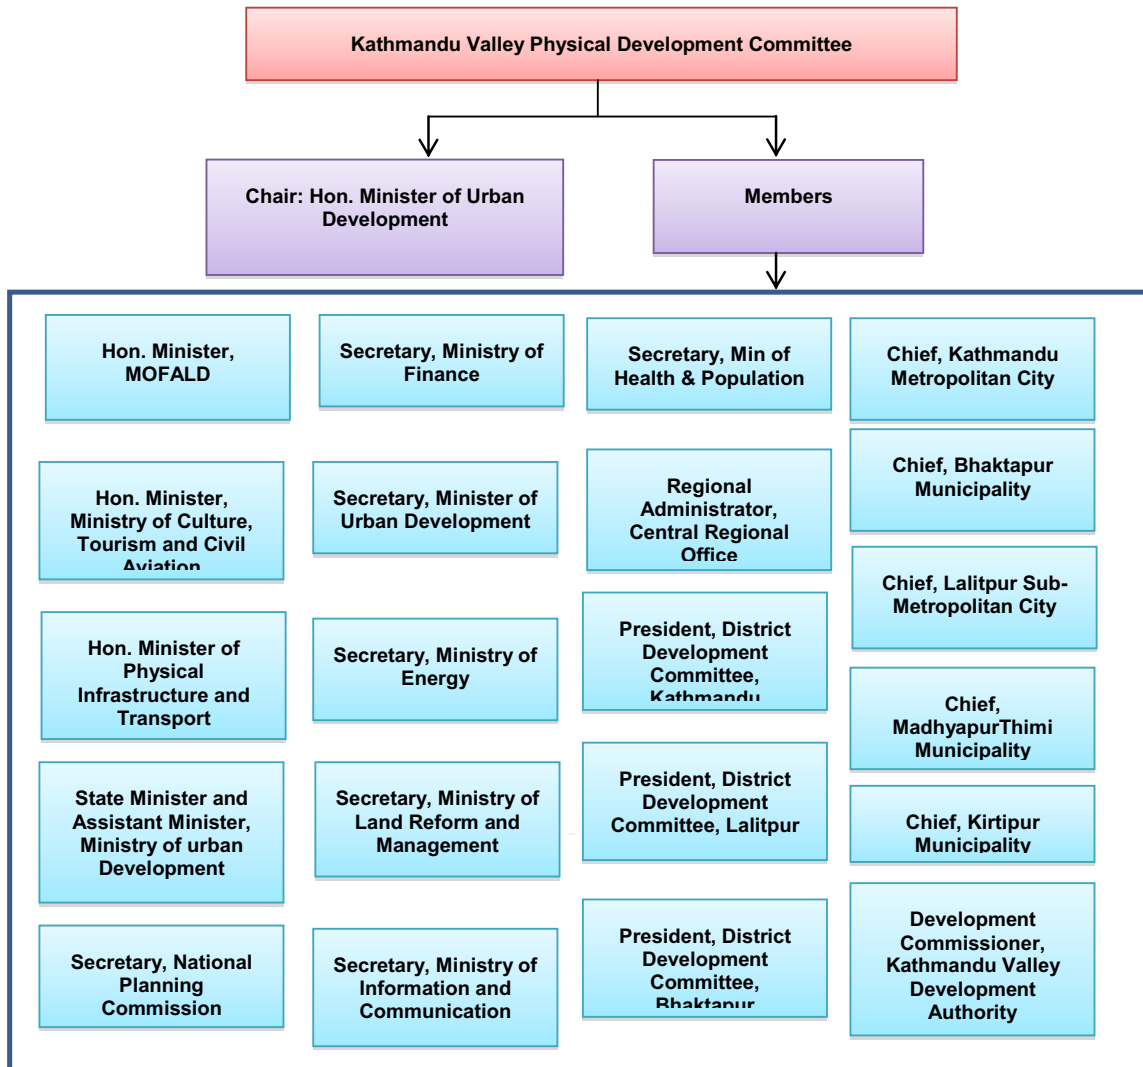 Kathmandu Valley Physical Development Committee
Chair: Hon. Minister of Urban
Development
Members
Hon. Minister,
MOFALD
Hon. Minister,
Ministry of Culture,
Tourism and Civil
Aviation
Hon. Minister of
Physical
Infrastructure and
Transport
State Minister and
Assistant Minister,
Ministry of urban
Development
Secretary, National
Planning
Commission
Secretary, Ministry of
Finance
Secretary, Minister of
Urban Development
Secretary, Ministry of
Energy
Secretary, Ministry of
Land Reform and
Management
Secretary, Ministry of
Information and
Communication
Secretary, Min of
Health & Population
Regional
Administrator,
Central Regional
Office
President, District
Development
Committee,
Kathmandu
President, District
Development
Committee, Lalitpur
President, District
Development
Committee,
Bhaktapur
Chief, Kathmandu
Metropolitan City
Chief, Bhaktapur
Municipality
Chief, Lalitpur Sub-
Metropolitan City
Chief,
MadhyapurThimi
Municipality
Chief, Kirtipur
Municipality
Development
Commissioner,
Kathmandu Valley
Development
Authority